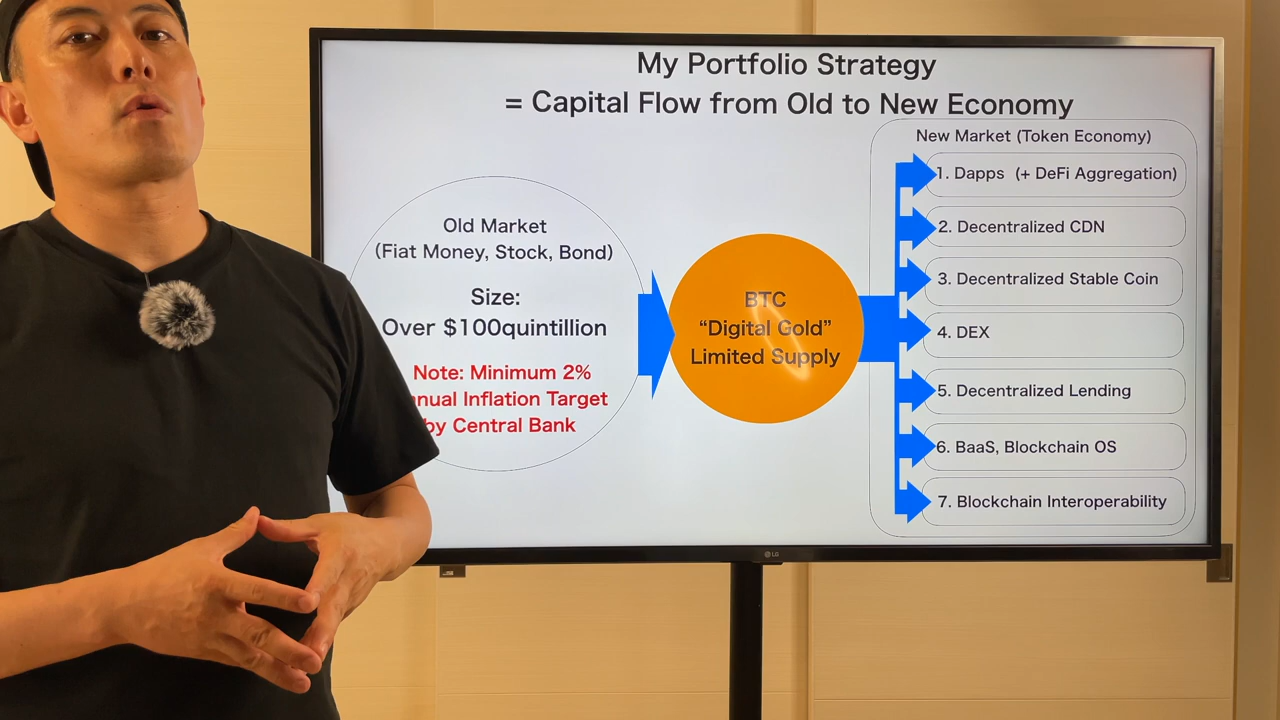 My Portfolio Strategy
= Capital Flow from Old to New Economy
Old Market
(Fiat Money, Stock, Bond)
Size:
Over $100quintillion
Note: Minimum 2%
Inflation Target
by Central Bank
BTC
“Digital Gold”
Limited Supply
New Market (Token Economy)
1. Dapps (+ DeFi Aggregation)
2. Decentralized CDN
3. Decentralized Stable Coin
4. DEX
5. Decentralized Lending
6. BaaS, Blockchain OS
7. Blockchain Interoperability
LG